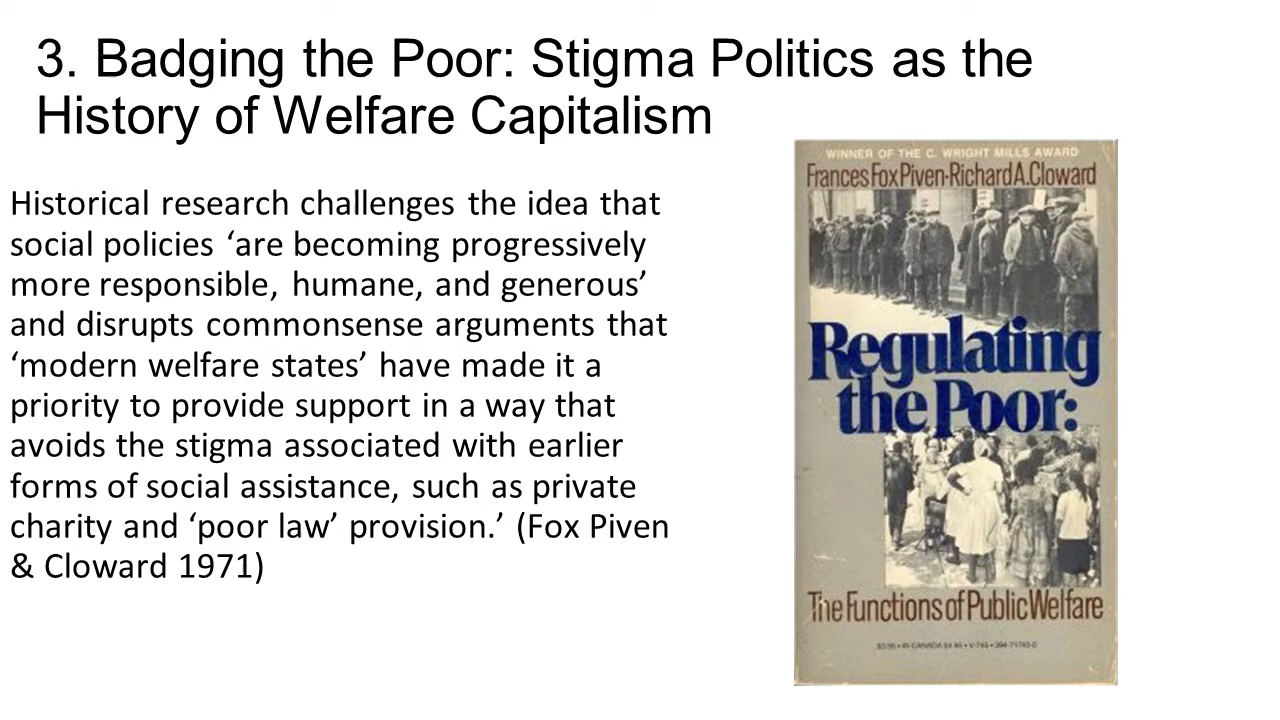 3. Badging the Poor: Stigma Politics as the
History of Welfare Capitalism
Historical research challenges the idea that
social policies ‘are becoming progressively
more responsible, humane, and generous’
and disrupts commonsense arguments that
‘modern welfare states’ have made it a
priority to provide support in a way that
avoids the stigma associated with earlier
forms of social assistance, such as private
charity and ‘poor law’ provision.’ (Fox Piven
& Cloward 1971)
WINNER OF THE C. WRIGHT MILLS AWARD
Frances Fox Piven·Richard A.Cloward
Regulating
the Poor:
The Functions of Public Welfare